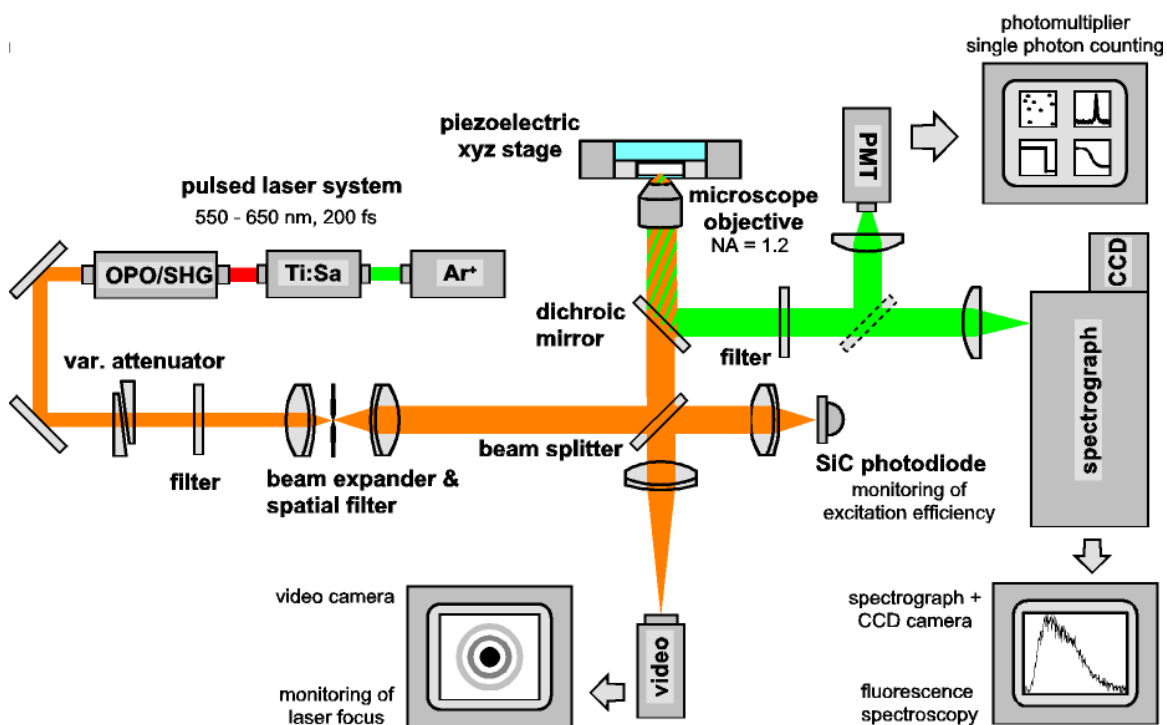 photomultiplier
single photon counting
piezoelectric
xyz stage
PMT
pulsed laser system
550 - 650 nm, 200 fs
microscope
objective
NA = 1.2
OPO/SHG
Ti:Sa
Ar⁺
CCD
dichroic
mirror
filter
var. attenuator
spectrograph
beam splitter
filter
beam expander &
spatial filter
SiC photodiode
monitoring of
excitation efficiency
video camera
monitoring of
laser focus
video
spectrograph +
CCD camera
fluorescence
spectroscopy